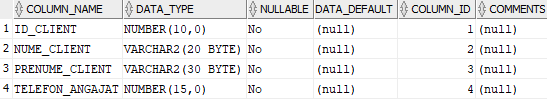 COLUMN_NAME DATA_TYPE NULLABLE DATA_DEFAULT COLUMN_ID COMMENTS
1 ID_CLIENT NUMBER(10,0) No (null) 1 (null)
2 NUME_CLIENT VARCHAR2(20 BYTE) No (null) 2 (null)
3 PRENUME_CLIENT VARCHAR2(30 BYTE) No (null) 3 (null)
4 TELEFON_ANGAJAT NUMBER(15,0) No (null) 4 (null)